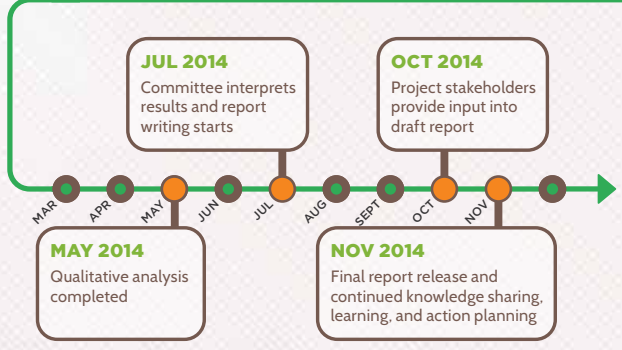 JUL 2014
Committee interprets
results and report
writing starts
OCT 2014
Project stakeholders
provide input into
draft report
MAR
APR
MAY
JUN
JUL
AUG
SEPT
OCT
NOV
MAY 2014
Qualitative analysis
completed
NOV 2014
Final report release and
continued knowledge sharing,
learning, and action planning